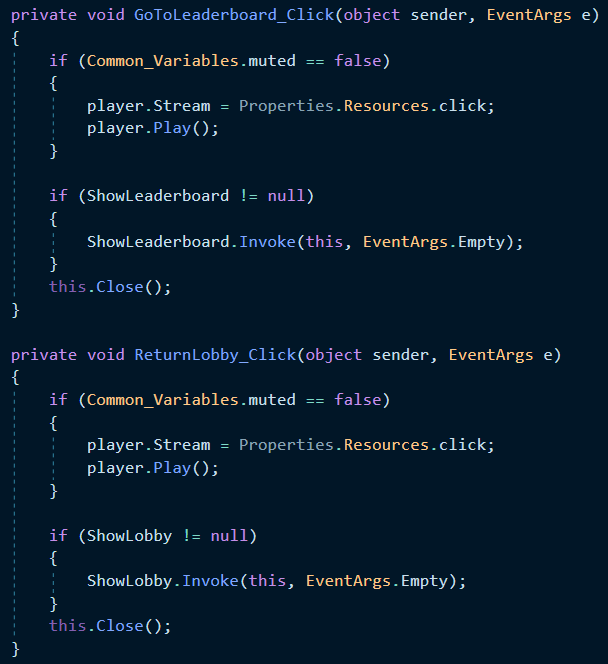 private void GoToLeaderboard_Click(object sender, EventArgs e)
{
    if (Common_Variables.muted == false)
    {
        player.Stream = Properties.Resources.click;
        player.Play();
    }

    if (ShowLeaderboard != null)
    {
        ShowLeaderboard.Invoke(this, EventArgs.Empty);
    }
    this.Close();
}

private void ReturnLobby_Click(object sender, EventArgs e)
{
    if (Common_Variables.muted == false)
    {
        player.Stream = Properties.Resources.click;
        player.Play();
    }

    if (ShowLobby != null)
    {
        ShowLobby.Invoke(this, EventArgs.Empty);
    }
    this.Close();
}